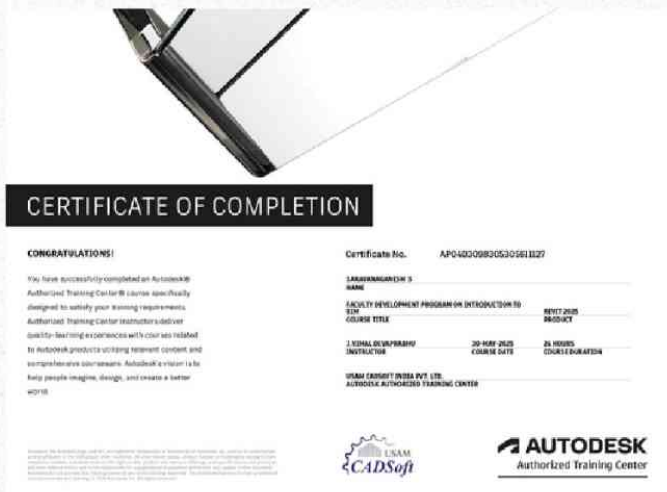 CERTIFICATE OF COMPLETION
CONGRATULATIONS!
You have successfully completed an Autodesk®
Authorized Training Center® course specifically
designed to satisfy your training requirements.
Authorized Training Center instructors deliver
quality-learning experiences with courses related
to Autodesk products utilizing relevant content and
comprehensive courseware. Autodesk's vision is to
help people imagine, design, and create a better
world.
Certificate No.
SARAVANAGANESH S
NAME
FACULTY DEVELOPMENT PROGRAM ON INTRODUCTION TO
BIM REVIT 2025
COURSE TITLE PRODUCT
J.VIMAL DEVAPRABHU 30-MAY-2025 26 HOURS
INSTRUCTOR COURSE DATE COURSE DURATION
USAM CADSOFT INDIA PVT. LTD.
AUTODESK AUTHORIZED TRAINING CENTER
USAM
CADSoft
AUTODESK
Authorized Training Center